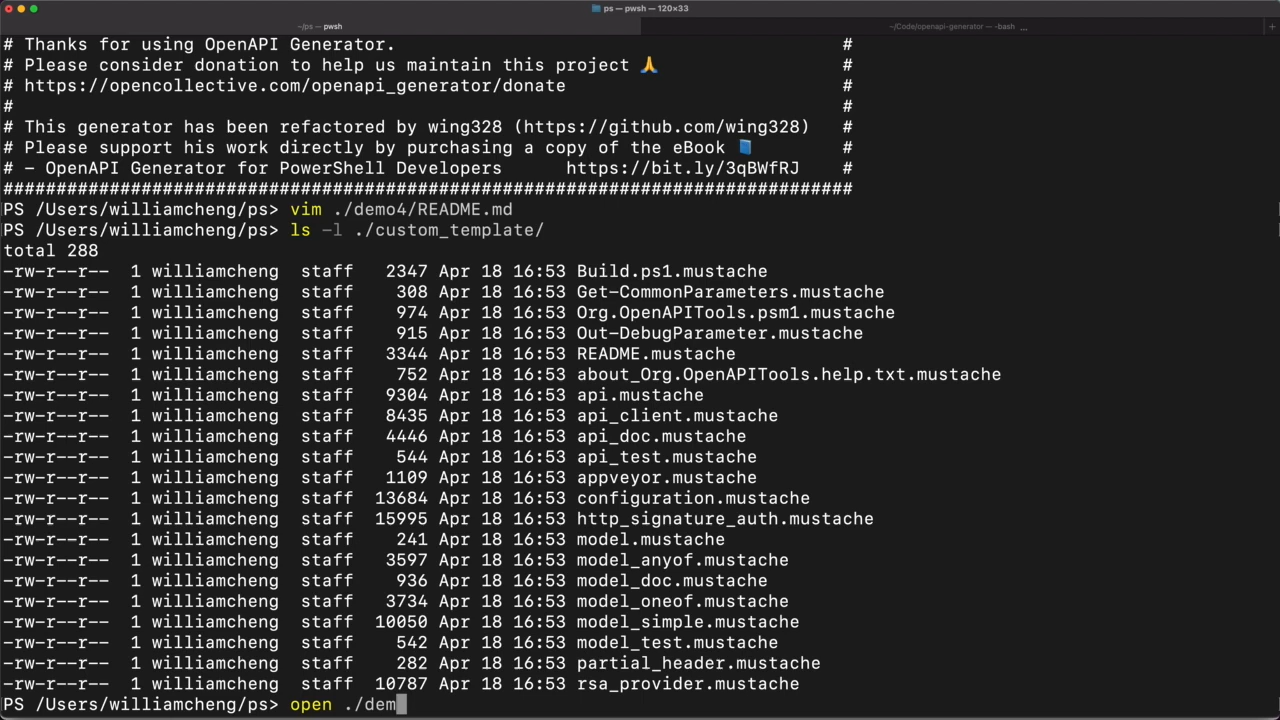 ps — pwsh — 120×33
~/ps — pwsh
~/Code/openapi-generator — -bash ...
+
# Thanks for using OpenAPI Generator. #
# Please consider donation to help us maintain this project 🙏 #
# https://opencollective.com/openapi_generator/donate #
# #
# This generator has been refactored by wing328 (https://github.com/wing328) #
# Please support his work directly by purchasing a copy of the eBook 📘 #
# - OpenAPI Generator for PowerShell Developers https://bit.ly/3qBWfRJ #
################################################################################
PS /Users/williamcheng/ps> vim ./demo4/README.md
PS /Users/williamcheng/ps> ls -l ./custom_template/
total 288
-rw-r--r-- 1 williamcheng staff 2347 Apr 18 16:53 Build.ps1.mustache
-rw-r--r-- 1 williamcheng staff 308 Apr 18 16:53 Get-CommonParameters.mustache
-rw-r--r-- 1 williamcheng staff 974 Apr 18 16:53 Org.OpenAPITools.psm1.mustache
-rw-r--r-- 1 williamcheng staff 915 Apr 18 16:53 Out-DebugParameter.mustache
-rw-r--r-- 1 williamcheng staff 3344 Apr 18 16:53 README.mustache
-rw-r--r-- 1 williamcheng staff 752 Apr 18 16:53 about_Org.OpenAPITools.help.txt.mustache
-rw-r--r-- 1 williamcheng staff 9304 Apr 18 16:53 api.mustache
-rw-r--r-- 1 williamcheng staff 8435 Apr 18 16:53 api_client.mustache
-rw-r--r-- 1 williamcheng staff 4446 Apr 18 16:53 api_doc.mustache
-rw-r--r-- 1 williamcheng staff 544 Apr 18 16:53 api_test.mustache
-rw-r--r-- 1 williamcheng staff 1109 Apr 18 16:53 appveyor.mustache
-rw-r--r-- 1 williamcheng staff 13684 Apr 18 16:53 configuration.mustache
-rw-r--r-- 1 williamcheng staff 15995 Apr 18 16:53 http_signature_auth.mustache
-rw-r--r-- 1 williamcheng staff 241 Apr 18 16:53 model.mustache
-rw-r--r-- 1 williamcheng staff 3597 Apr 18 16:53 model_anyof.mustache
-rw-r--r-- 1 williamcheng staff 936 Apr 18 16:53 model_doc.mustache
-rw-r--r-- 1 williamcheng staff 3734 Apr 18 16:53 model_oneof.mustache
-rw-r--r-- 1 williamcheng staff 10050 Apr 18 16:53 model_simple.mustache
-rw-r--r-- 1 williamcheng staff 542 Apr 18 16:53 model_test.mustache
-rw-r--r-- 1 williamcheng staff 282 Apr 18 16:53 partial_header.mustache
-rw-r--r-- 1 williamcheng staff 10787 Apr 18 16:53 rsa_provider.mustache
PS /Users/williamcheng/ps> open ./dem